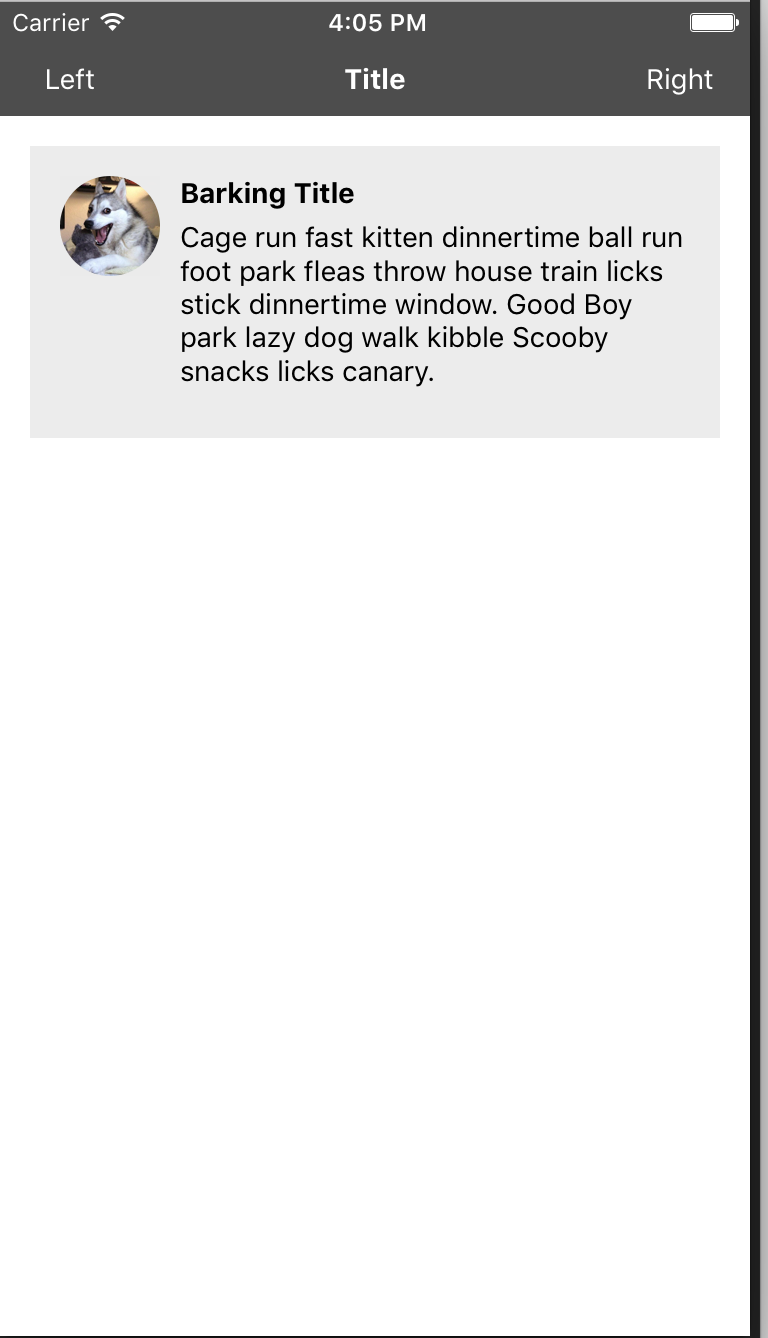 Carrier 4:05 PM
Left Title Right
Barking Title
Cage run fast kitten dinnertime ball run
foot park fleas throw house train licks
stick dinnertime window. Good Boy
park lazy dog walk kibble Scooby
snacks licks canary.